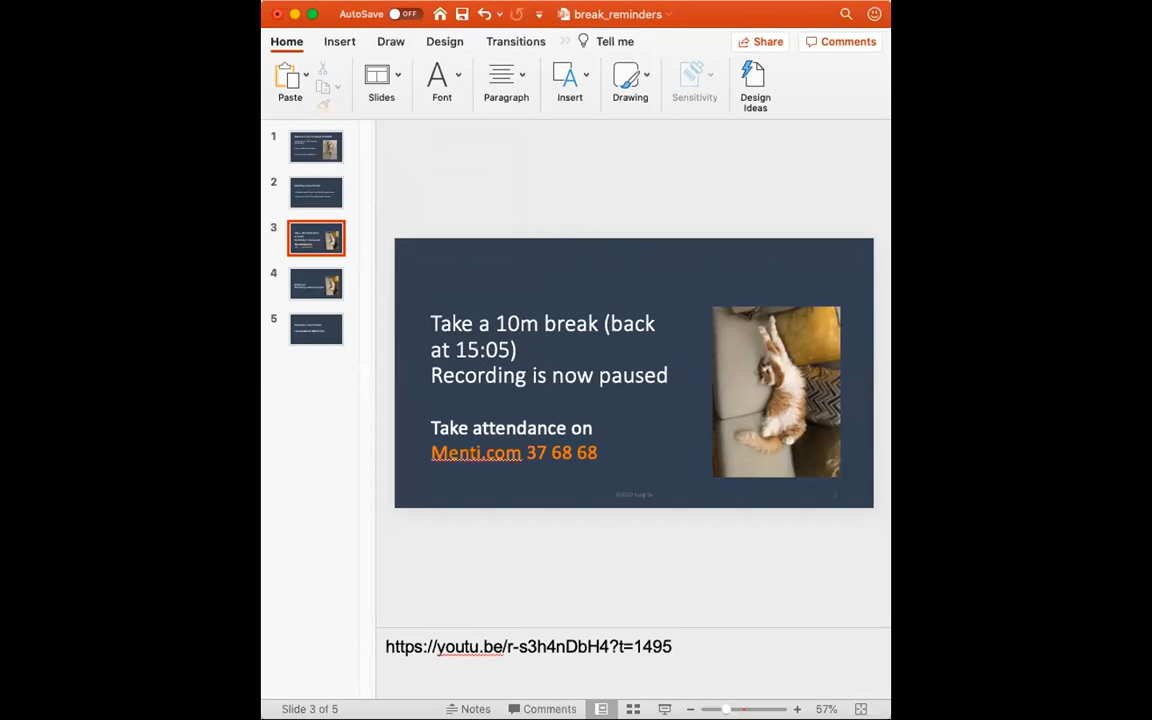 AutoSave OFF break_reminders
Home Insert Draw Design Transitions Tell me Share Comments
Paste Slides Font Paragraph Insert Drawing Sensitivity Design
Ideas
1
2
3
4
5
Take a 10m break (back
at 15:05)
Recording is now paused
Take attendance on
Menti.com 37 68 68
https://youtu.be/r-s3h4nDbH4?t=1495
Slide 3 of 5 Notes Comments 57%